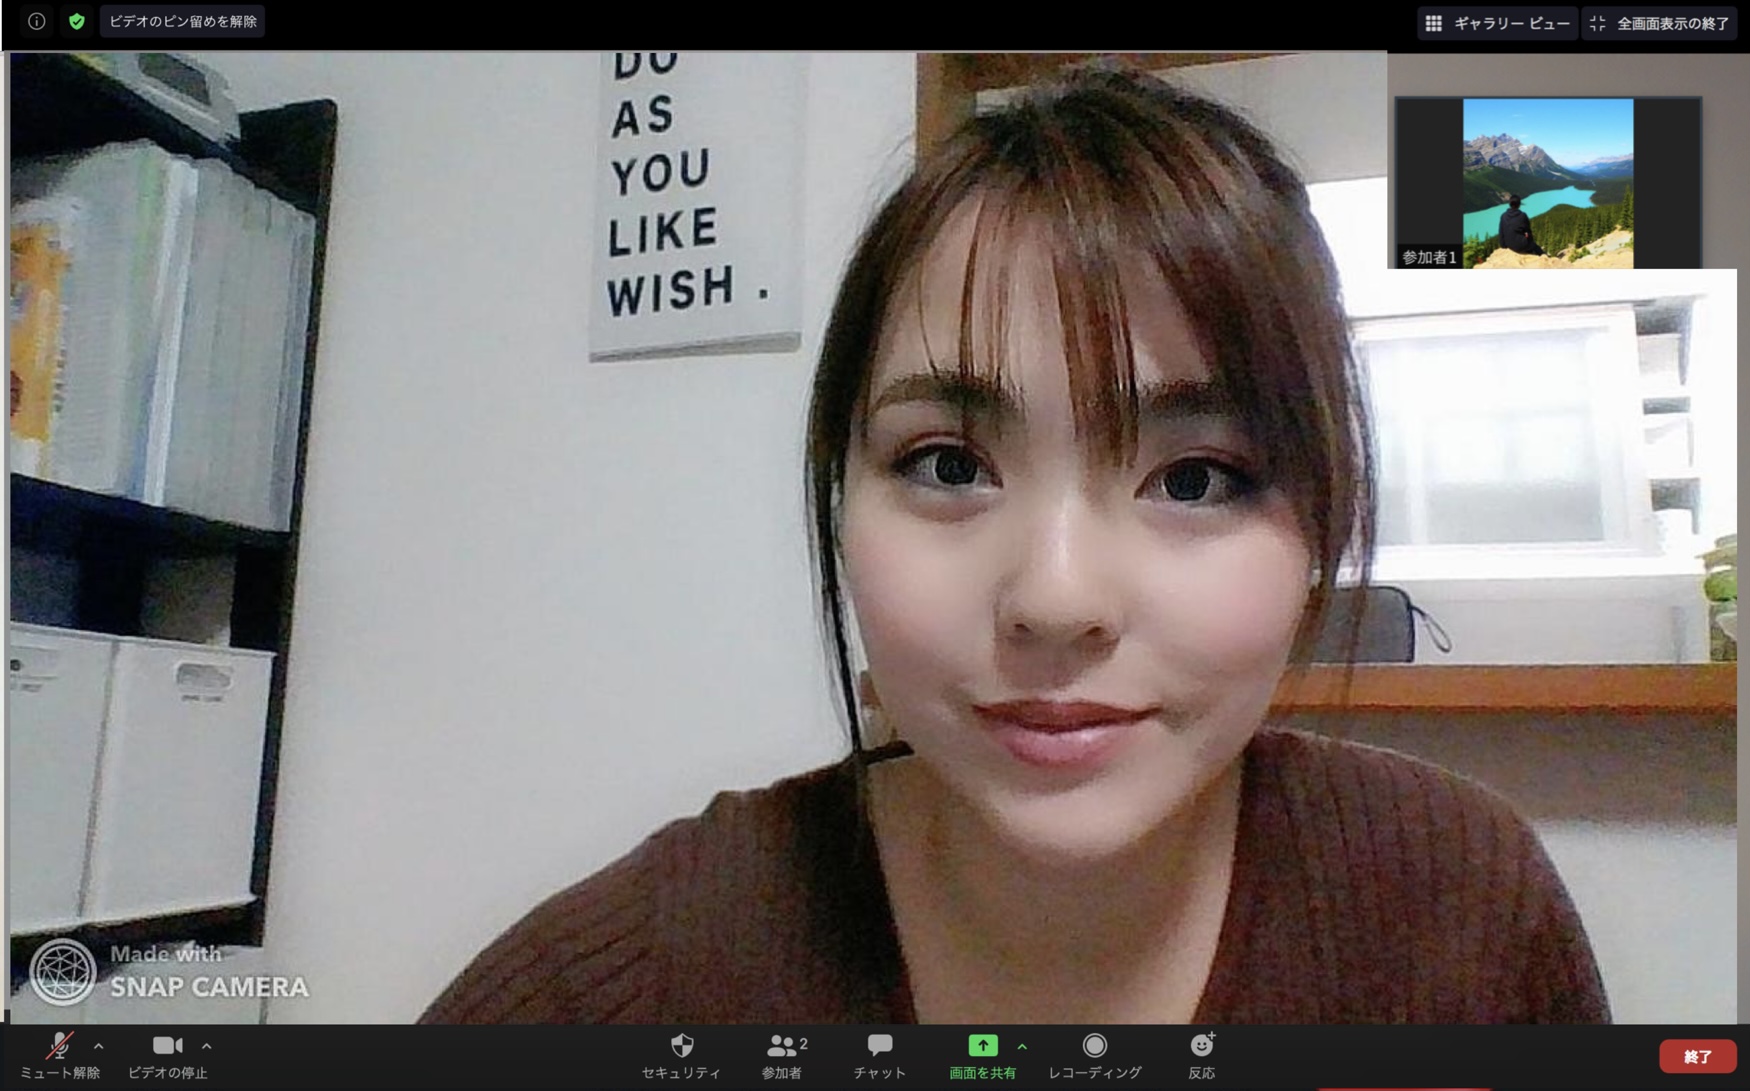 ビデオのピン留めを解除
ギャラリー ビュー
全画面表示の終了
DO
AS
YOU
LIKE
WISH .
参加者1
Made with
SNAP CAMERA
ミュート解除
ビデオの停止
セキュリティ
2
参加者
チャット
画面を共有
レコーディング
反応
終了